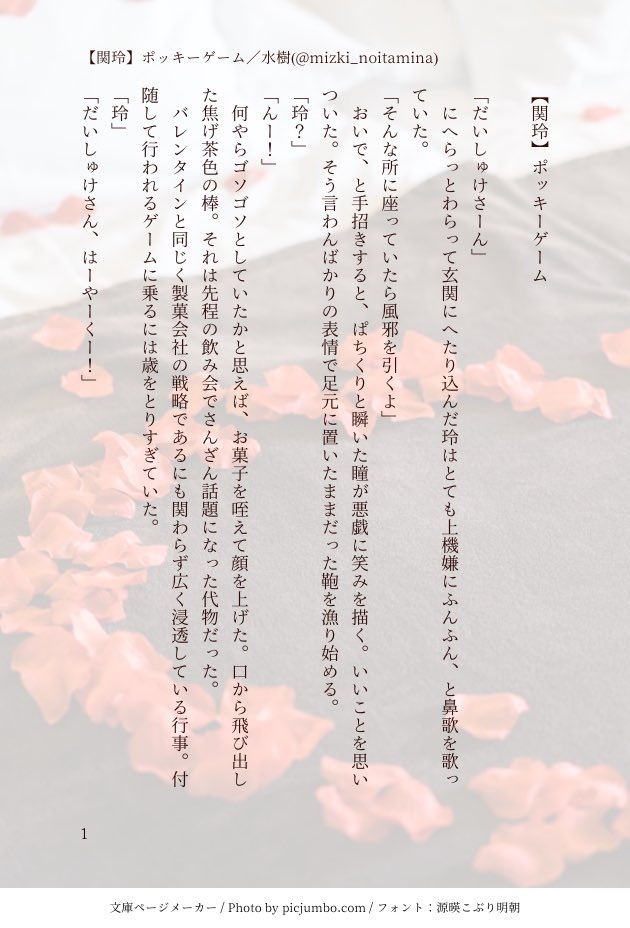 【関玲】ポッキーゲーム／水樹(@mizki_noitamina)
【関玲】ポッキーゲーム
「だいしゅけさーん」
にへらっとわらって玄関にへたり込んだ玲はとても上機嫌にふんふん、と鼻歌を歌っ
ていた。
「そんな所に座っていたら風邪を引くよ」
おいで、と手招きすると、ぱちくりと瞬いた瞳が悪戯に笑みを描く。いいことを思い
ついた。そう言わんばかりの表情で足元に置いたままだった鞄を漁り始める。
「玲？」
「んー！」
何やらゴソゴソとしていたかと思えば、お菓子を咥えて顔を上げた。口から飛び出し
た焦げ茶色の棒。それは先程の飲み会でさんざん話題になった代物だった。
バレンタインと同じく製菓会社の戦略であるにも関わらず広く浸透している行事。付
随して行われるゲームに乗るには歳をとりすぎていた。
「玲」
「だいしゅけさん、はーやーくー！」
1
文庫ページメーカー / Photo by picjumbo.com / フォント：源暎こぶり明朝